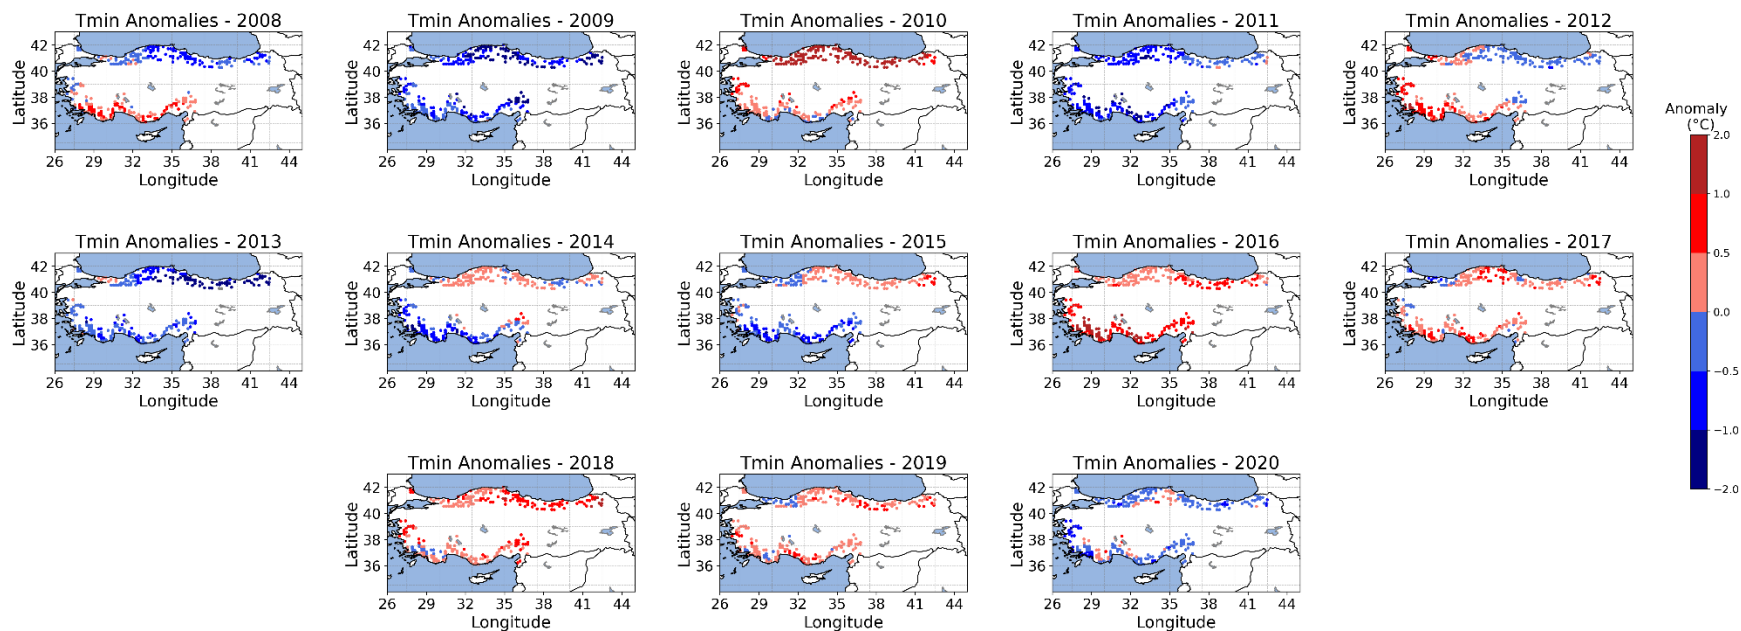 Tmin Anomalies - 2008
Latitude
42
40
38
36
26 29 32 35 38 41 44
Longitude
Tmin Anomalies - 2009
Latitude
42
40
38
36
26 29 32 35 38 41 44
Longitude
Tmin Anomalies - 2010
Latitude
42
40
38
36
26 29 32 35 38 41 44
Longitude
Tmin Anomalies - 2011
Latitude
42
40
38
36
26 29 32 35 38 41 44
Longitude
Tmin Anomalies - 2012
Latitude
42
40
38
36
26 29 32 35 38 41 44
Longitude
Tmin Anomalies - 2013
Latitude
42
40
38
36
26 29 32 35 38 41 44
Longitude
Tmin Anomalies - 2014
Latitude
42
40
38
36
26 29 32 35 38 41 44
Longitude
Tmin Anomalies - 2015
Latitude
42
40
38
36
26 29 32 35 38 41 44
Longitude
Tmin Anomalies - 2016
Latitude
42
40
38
36
26 29 32 35 38 41 44
Longitude
Tmin Anomalies - 2017
Latitude
42
40
38
36
26 29 32 35 38 41 44
Longitude
Tmin Anomalies - 2018
Latitude
42
40
38
36
26 29 32 35 38 41 44
Longitude
Tmin Anomalies - 2019
Latitude
42
40
38
36
26 29 32 35 38 41 44
Longitude
Tmin Anomalies - 2020
Latitude
42
40
38
36
26 29 32 35 38 41 44
Longitude
Anomaly
(°C)
2.0
1.0
0.5
0.0
−0.5
−1.0
−2.0